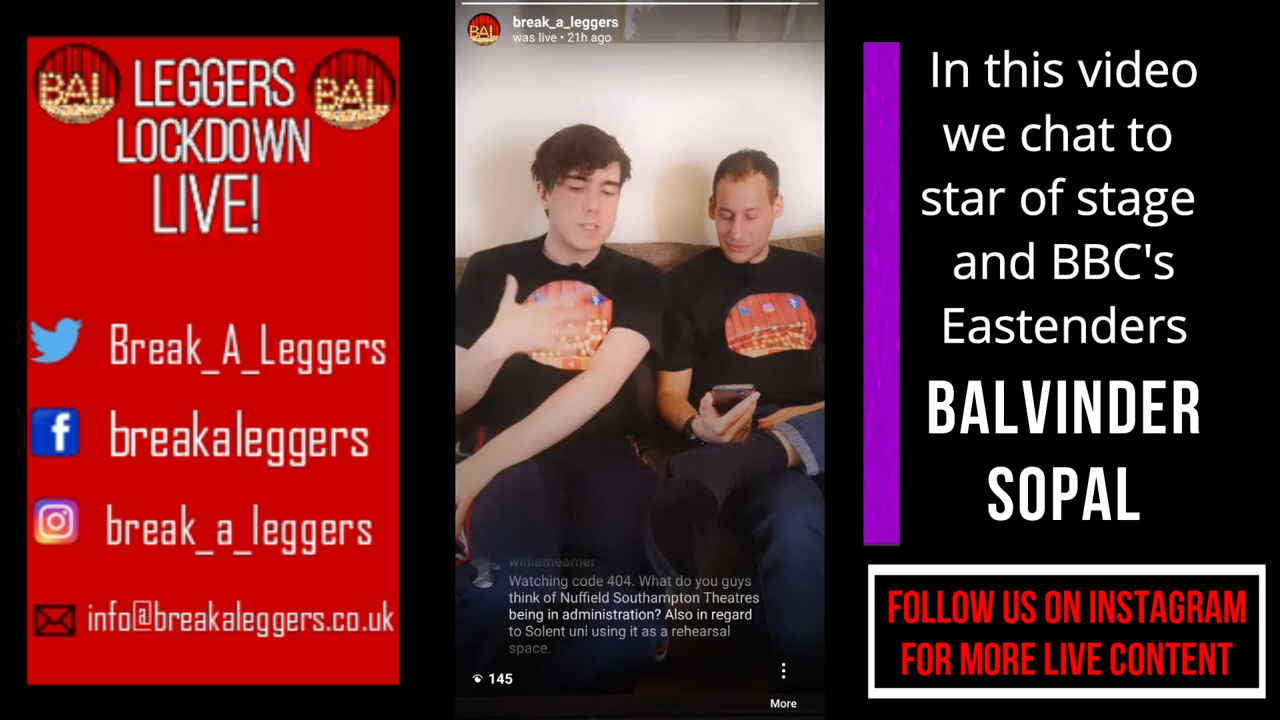 BAL
BAL
LEGGERS
LOCKDOWN
LIVE!
Break_A_Leggers
breakaleggers
break_a_leggers
info@breakaleggers.co.uk
BAL
break_a_leggers
was live • 21h ago
williameamer
Watching code 404. What do you guys
think of Nuffield Southampton Theatres
being in administration? Also in regard
to Solent uni using it as a rehearsal
space.
145
More
In this video
we chat to
star of stage
and BBC's
Eastenders
BALVINDER
SOPAL
FOLLOW US ON INSTAGRAM
FOR MORE LIVE CONTENT